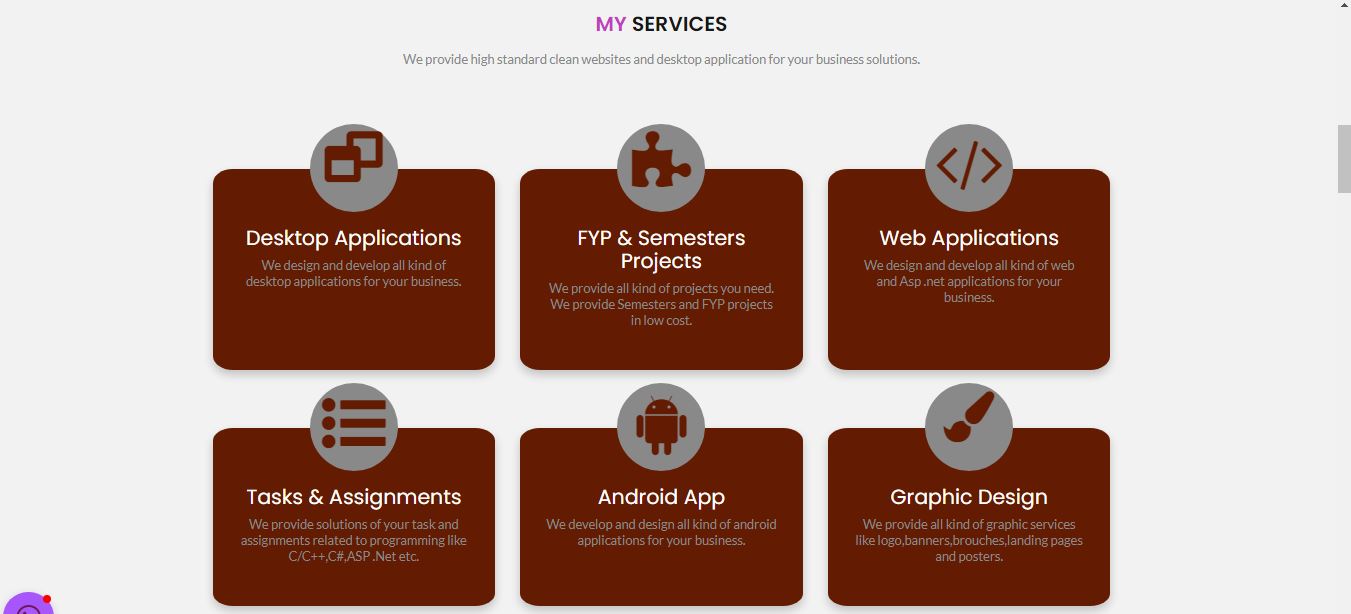 MY SERVICES
We provide high standard clean websites and desktop application for your business solutions.
Desktop Applications
We design and develop all kind of
desktop applications for your business.
FYP & Semesters
Projects
We provide all kind of projects you need.
We provide Semesters and FYP projects
in low cost.
Web Applications
We design and develop all kind of web
and Asp .net applications for your
business.
Tasks & Assignments
We provide solutions of your task and
assignments related to programming like
C/C++,C#,ASP .Net etc.
Android App
We develop and design all kind of android
applications for your business.
Graphic Design
We provide all kind of graphic services
like logo,banners,brouches,landing pages
and posters.